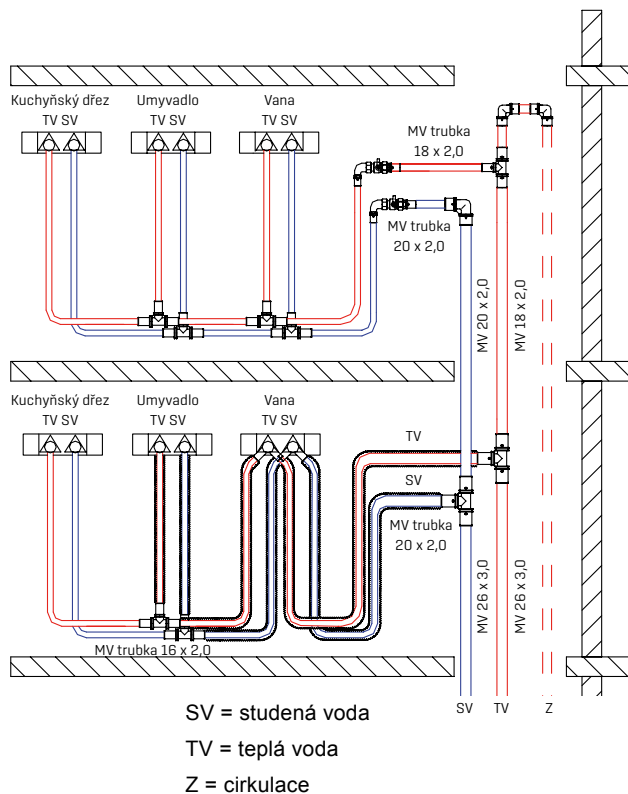 Kuchyňský dřez
TV SV
Umyvadlo
TV SV
Vana
TV SV
MV trubka
18 x 2,0
MV trubka
20 x 2,0
MV 20 x 2,0
MV 18 x 2,0
Kuchyňský dřez
TV SV
Umyvadlo
TV SV
Vana
TV SV
TV
SV
MV trubka
20 x 2,0
MV 26 x 3,0
MV 26 x 3,0
MV trubka 16 x 2,0
SV
TV
Z
SV = studená voda
TV = teplá voda
Z = cirkulace